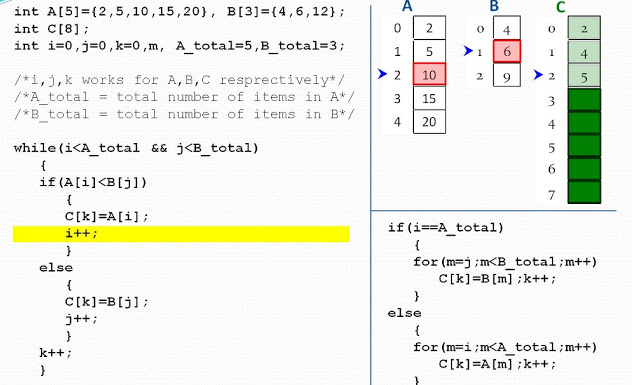 int A[5]={2,5,10,15,20}, B[3]={4,6,12};
int C[8];
int i=0,j=0,k=0,m, A_total=5,B_total=3;
/*i,j,k works for A,B,C resprectively*/
/*A_total = total number of items in A*/
/*B_total = total number of items in B*/
while(i<A_total && j<B_total)
{
if(A[i]<B[j])
{
C[k]=A[i];
i++;
}
else
{
C[k]=B[j];
j++;
}
k++;
}
A B C
0 2 0 4 0 2
1 5 1 6 1 4
2 10 2 9 2 5
3 15 3
4 20 4
5
6
7
if(i==A_total)
{
for(m=j;m<B_total;m++)
C[k]=B[m];k++;
}
else
{
for(m=i;m<A_total;m++)
C[k]=A[m];k++;
}